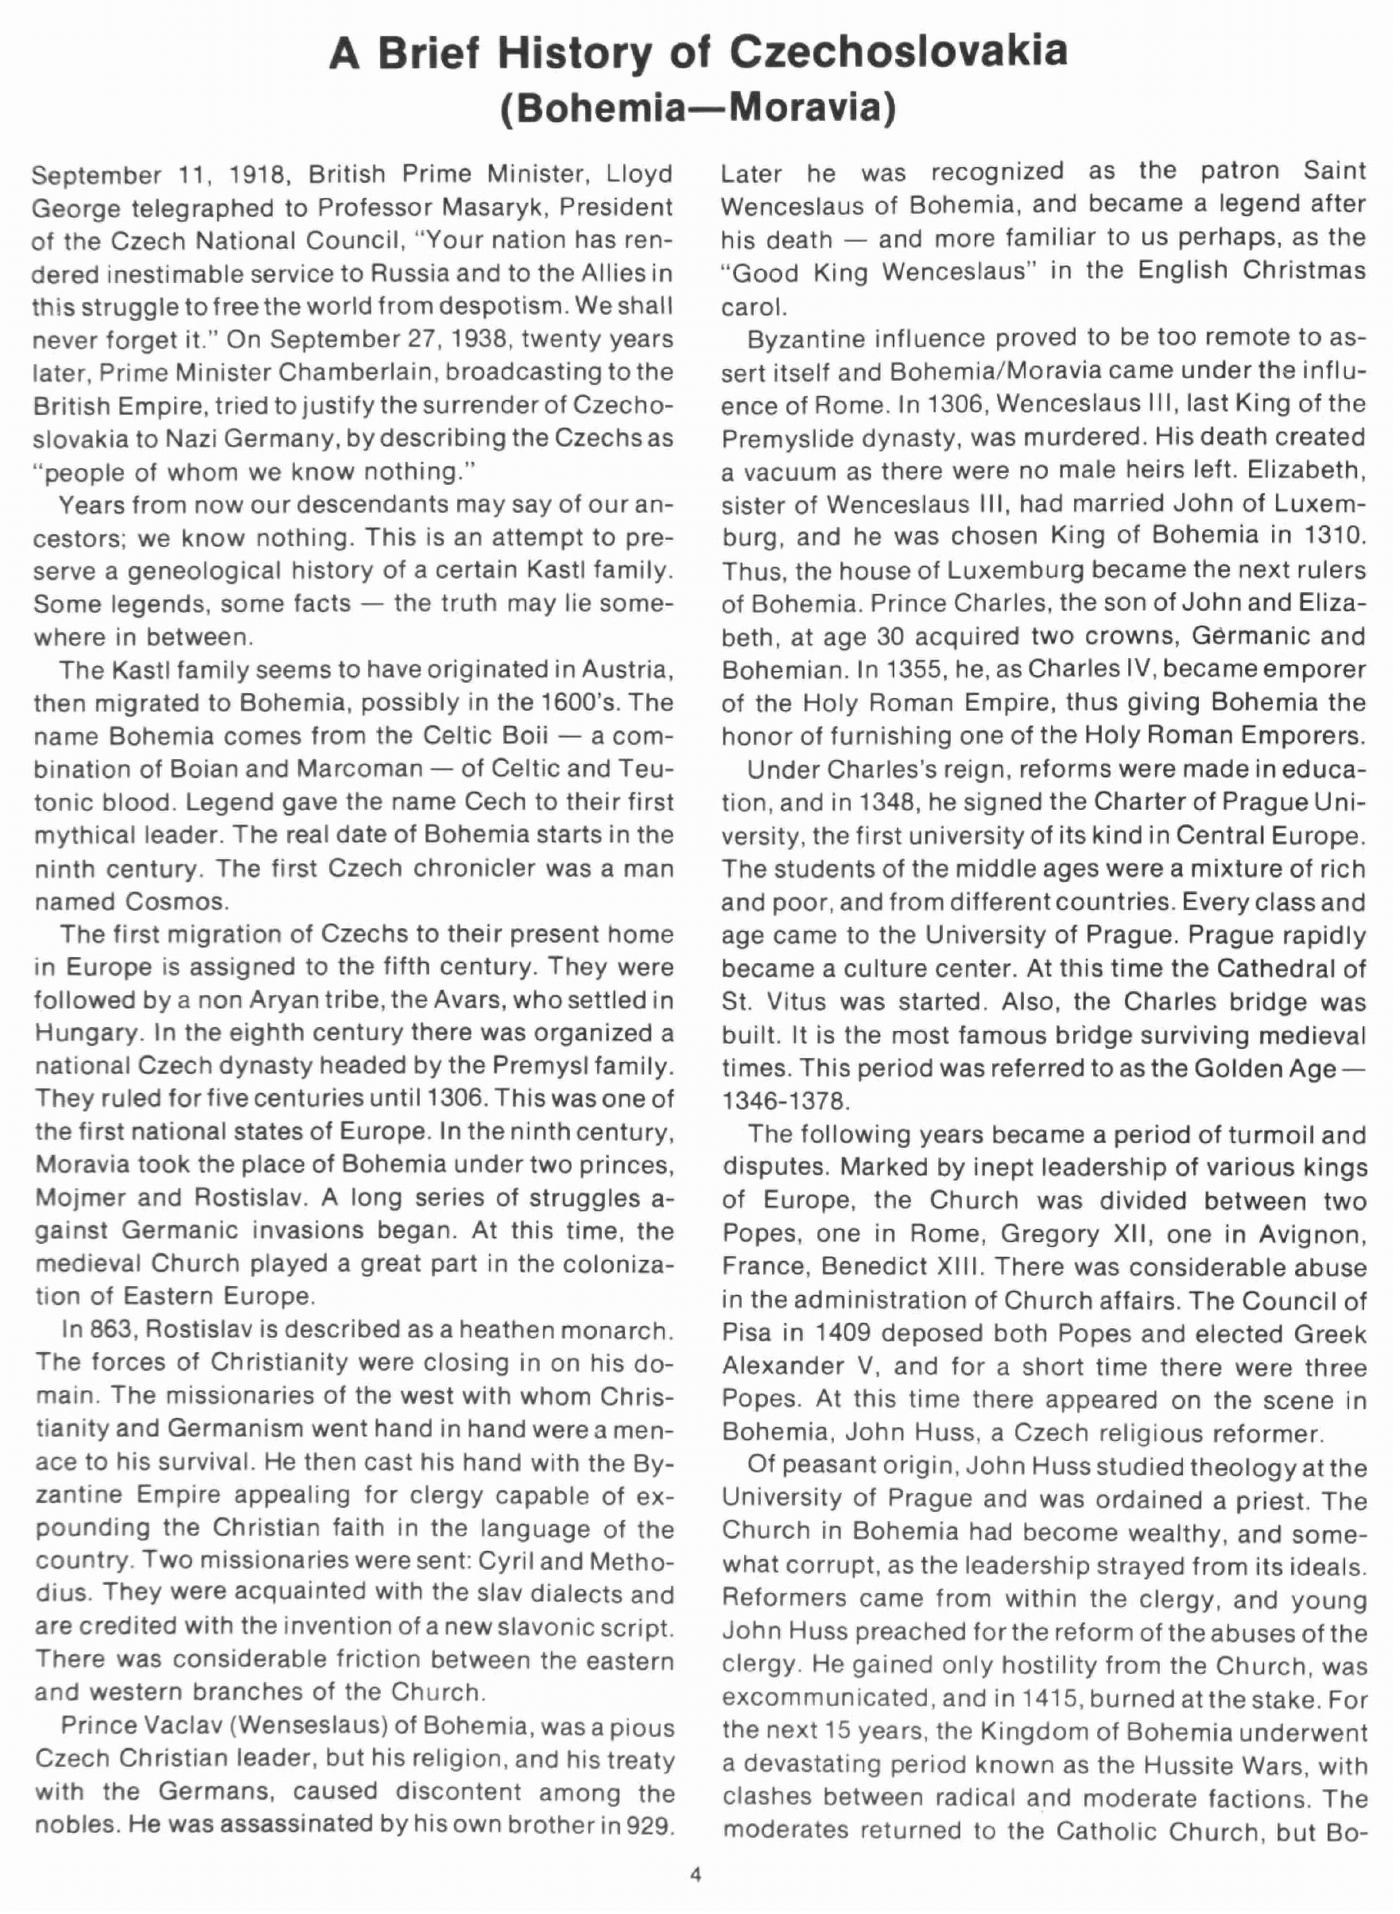 A Brief History of Czechoslovakia
(Bohemia—Moravia)
September 11, 1918, British Prime Minister, Lloyd
George telegraphed to Professor Masaryk, President
of the Czech National Council, "Your nation has ren-
dered inestimable service to Russia and to the Allies in
this struggle to free the world from despotism. We shall
never forget it." On September 27, 1938, twenty years
later, Prime Minister Chamberlain, broadcasting to the
British Empire, tried to justify the surrender of Czecho-
slovakia to Nazi Germany, by describing the Czechs as
"people of whom we know nothing."
Years from now our descendants may say of our an-
cestors; we know nothing. This is an attempt to pre-
serve a geneological history of a certain Kastl family.
Some legends, some facts — the truth may lie some-
where in between.
The Kastl family seems to have originated in Austria,
then migrated to Bohemia, possibly in the 1600's. The
name Bohemia comes from the Celtic Boii — a com-
bination of Boian and Marcoman — of Celtic and Teu-
tonic blood. Legend gave the name Cech to their first
mythical leader. The real date of Bohemia starts in the
ninth century. The first Czech chronicler was a man
named Cosmos.
The first migration of Czechs to their present home
in Europe is assigned to the fifth century. They were
followed by a non Aryan tribe, the Avars, who settled in
Hungary. In the eighth century there was organized a
national Czech dynasty headed by the Premysl family.
They ruled for five centuries until 1306. This was one of
the first national states of Europe. In the ninth century,
Moravia took the place of Bohemia under two princes,
Mojmer and Rostislav. A long series of struggles a-
gainst Germanic invasions began. At this time, the
medieval Church played a great part in the coloniza-
tion of Eastern Europe.
In 863, Rostislav is described as a heathen monarch.
The forces of Christianity were closing in on his do-
main. The missionaries of the west with whom Chris-
tianity and Germanism went hand in hand were a men-
ace to his survival. He then cast his hand with the By-
zantine Empire appealing for clergy capable of ex-
pounding the Christian faith in the language of the
country. Two missionaries were sent: Cyril and Metho-
dius. They were acquainted with the slav dialects and
are credited with the invention of a new slavonic script.
There was considerable friction between the eastern
and western branches of the Church.
Prince Vaclav (Wenseslaus) of Bohemia, was a pious
Czech Christian leader, but his religion, and his treaty
with the Germans, caused discontent among the
nobles. He was assassinated by his own brother in 929.
Later he was recognized as the patron Saint
Wenceslaus of Bohemia, and became a legend after
his death — and more familiar to us perhaps, as the
"Good King Wenceslaus" in the English Christmas
carol.
Byzantine influence proved to be too remote to as-
sert itself and Bohemia/Moravia came under the influ-
ence of Rome. In 1306, Wenceslaus III, last King of the
Premyslide dynasty, was murdered. His death created
a vacuum as there were no male heirs left. Elizabeth,
sister of Wenceslaus III, had married John of Luxem-
burg, and he was chosen King of Bohemia in 1310.
Thus, the house of Luxemburg became the next rulers
of Bohemia. Prince Charles, the son of John and Eliza-
beth, at age 30 acquired two crowns, Germanic and
Bohemian. In 1355, he, as Charles IV, became emporer
of the Holy Roman Empire, thus giving Bohemia the
honor of furnishing one of the Holy Roman Emporers.
Under Charles's reign, reforms were made in educa-
tion, and in 1348, he signed the Charter of Prague Uni-
versity, the first university of its kind in Central Europe.
The students of the middle ages were a mixture of rich
and poor, and from different countries. Every class and
age came to the University of Prague. Prague rapidly
became a culture center. At this time the Cathedral of
St. Vitus was started. Also, the Charles bridge was
built. It is the most famous bridge surviving medieval
times. This period was referred to as the Golden Age —
1346-1378.
The following years became a period of turmoil and
disputes. Marked by inept leadership of various kings
of Europe, the Church was divided between two
Popes, one in Rome, Gregory XII, one in Avignon,
France, Benedict XIII. There was considerable abuse
in the administration of Church affairs. The Council of
Pisa in 1409 deposed both Popes and elected Greek
Alexander V, and for a short time there were three
Popes. At this time there appeared on the scene in
Bohemia, John Huss, a Czech religious reformer.
Of peasant origin, John Huss studied theology at the
University of Prague and was ordained a priest. The
Church in Bohemia had become wealthy, and some-
what corrupt, as the leadership strayed from its ideals.
Reformers came from within the clergy, and young
John Huss preached for the reform of the abuses of the
clergy. He gained only hostility from the Church, was
excommunicated, and in 1415, burned at the stake. For
the next 15 years, the Kingdom of Bohemia underwent
a devastating period known as the Hussite Wars, with
clashes between radical and moderate factions. The
moderates returned to the Catholic Church, but Bo-
4